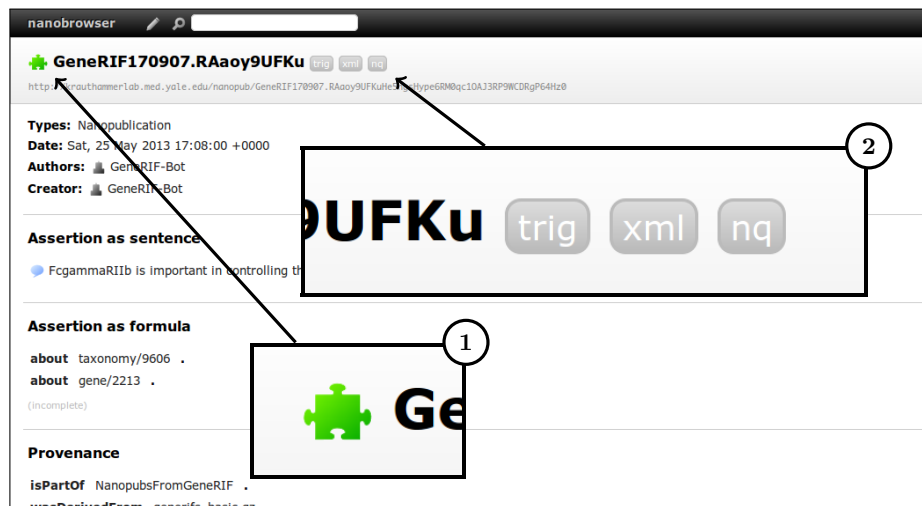 nanobrowser
GeneRIF170907.RAaoy9UFKu trig xml nq
Types: Nanopublication
Date: Sat, 25 May 2013 17:08:00 +0000
Authors: GeneRIF-Bot
Creator: GeneRIF-Bot
2
9UFKu trig xml nq
Assertion as sentence
FcgammaRIIb is important in controlling th
Assertion as formula
about taxonomy/9606 .
about gene/2213 .
(incomplete)
1
Ge
Provenance
isPartOf NanopubsFromGeneRIF .